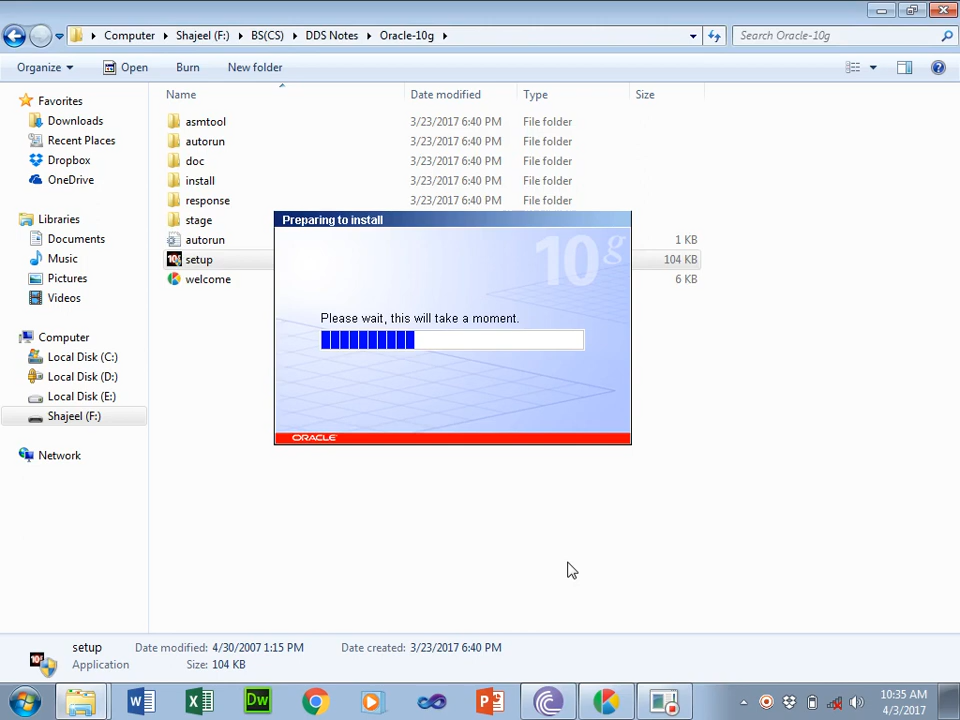 Computer Shajeel (F:) BS(CS) DDS Notes Oracle-10g
Search Oracle-10g
Organize Open Burn New folder
Name Date modified Type Size
Favorites
Downloads
Recent Places
Dropbox
OneDrive
Libraries
Documents
Music
Pictures
Videos
Computer
Local Disk (C:)
Local Disk (D:)
Local Disk (E:)
Shajeel (F:)
Network
asmtool 3/23/2017 6:40 PM File folder
autorun 3/23/2017 6:40 PM File folder
doc 3/23/2017 6:40 PM File folder
install 3/23/2017 6:40 PM File folder
response 3/23/2017 6:40 PM File folder
stage
autorun 1 KB
setup 104 KB
welcome 6 KB
Preparing to install
10g
Please wait, this will take a moment.
ORACLE
setup Date modified: 4/30/2007 1:15 PM Date created: 3/23/2017 6:40 PM
Application Size: 104 KB
10:35 AM
4/3/2017